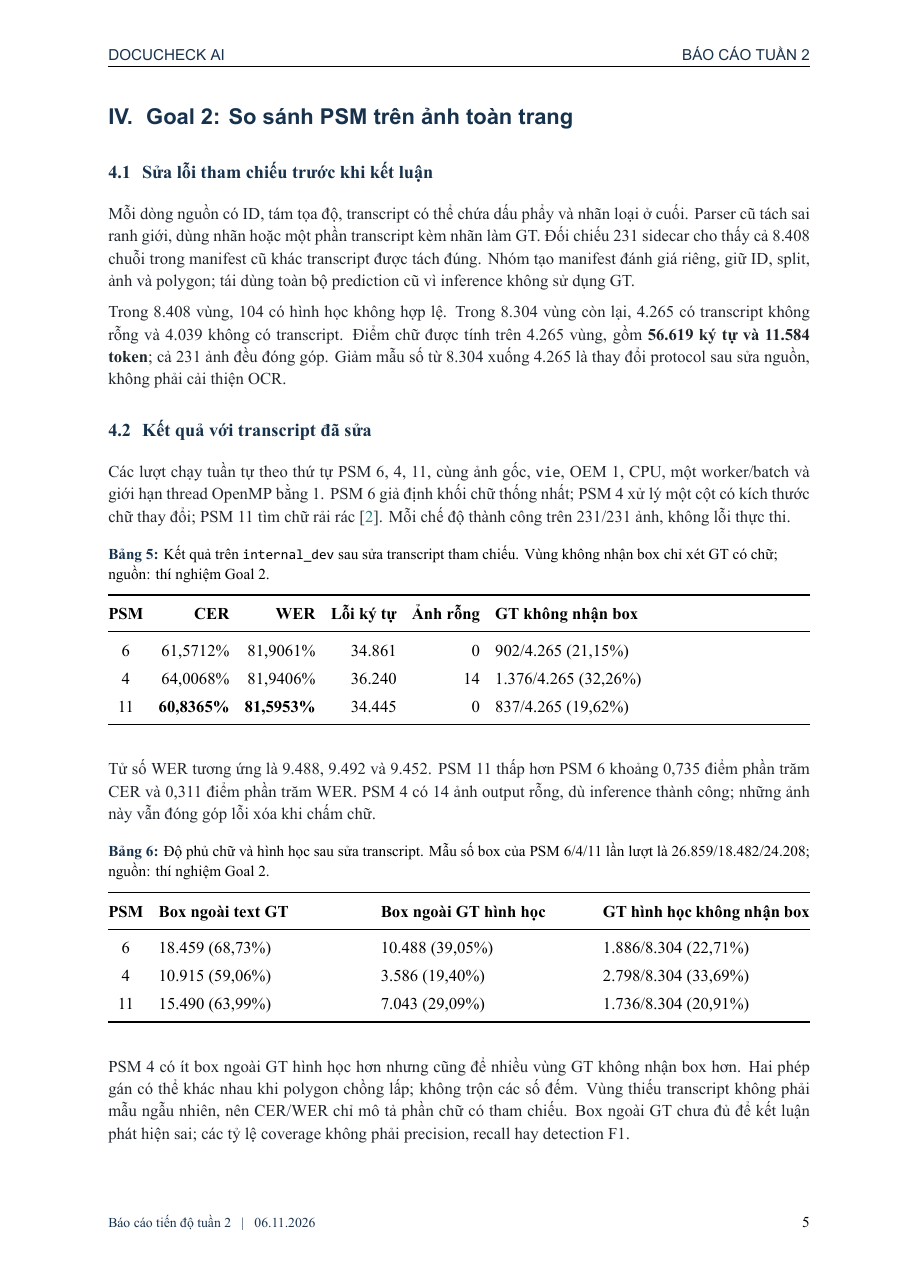 DOCUCHECK AI
BÁO CÁO TUẦN 2
IV. Goal 2: So sánh PSM trên ảnh toàn trang
4.1 Sửa lỗi tham chiếu trước khi kết luận
Mỗi dòng nguồn có ID, tám tọa độ, transcript có thể chứa dấu phẩy và nhãn loại ở cuối. Parser cũ tách sai
ranh giới, dùng nhãn hoặc một phần transcript kèm nhãn làm GT. Đối chiếu 231 sidecar cho thấy cả 8.408
chuỗi trong manifest cũ khác transcript được tách đúng. Nhóm tạo manifest đánh giá riêng, giữ ID, split,
ảnh và polygon; tái dùng toàn bộ prediction cũ vì inference không sử dụng GT.
Trong 8.408 vùng, 104 có hình học không hợp lệ. Trong 8.304 vùng còn lại, 4.265 có transcript không
rỗng và 4.039 không có transcript. Điểm chữ được tính trên 4.265 vùng, gồm 56.619 ký tự và 11.584
token; cả 231 ảnh đều đóng góp. Giảm mẫu số từ 8.304 xuống 4.265 là thay đổi protocol sau sửa nguồn,
không phải cải thiện OCR.
4.2 Kết quả với transcript đã sửa
Các lượt chạy tuần tự theo thứ tự PSM 6, 4, 11, cùng ảnh gốc, vie, OEM 1, CPU, một worker/batch và
giới hạn thread OpenMP bằng 1. PSM 6 giả định khối chữ thống nhất; PSM 4 xử lý một cột có kích thước
chữ thay đổi; PSM 11 tìm chữ rải rác [2]. Mỗi chế độ thành công trên 231/231 ảnh, không lỗi thực thi.
Bảng 5: Kết quả trên internal_dev sau sửa transcript tham chiếu. Vùng không nhận box chỉ xét GT có chữ;
nguồn: thí nghiệm Goal 2.
PSM CER WER Lỗi ký tự Ảnh rỗng GT không nhận box
6 61,5712% 81,9061% 34.861 0 902/4.265 (21,15%)
4 64,0068% 81,9406% 36.240 14 1.376/4.265 (32,26%)
11 60,8365% 81,5953% 34.445 0 837/4.265 (19,62%)
Tử số WER tương ứng là 9.488, 9.492 và 9.452. PSM 11 thấp hơn PSM 6 khoảng 0,735 điểm phần trăm
CER và 0,311 điểm phần trăm WER. PSM 4 có 14 ảnh output rỗng, dù inference thành công; những ảnh
này vẫn đóng góp lỗi xóa khi chấm chữ.
Bảng 6: Độ phủ chữ và hình học sau sửa transcript. Mẫu số box của PSM 6/4/11 lần lượt là 26.859/18.482/24.208;
nguồn: thí nghiệm Goal 2.
PSM Box ngoài text GT Box ngoài GT hình học GT hình học không nhận box
6 18.459 (68,73%) 10.488 (39,05%) 1.886/8.304 (22,71%)
4 10.915 (59,06%) 3.586 (19,40%) 2.798/8.304 (33,69%)
11 15.490 (63,99%) 7.043 (29,09%) 1.736/8.304 (20,91%)
PSM 4 có ít box ngoài GT hình học hơn nhưng cũng để nhiều vùng GT không nhận box hơn. Hai phép
gán có thể khác nhau khi polygon chồng lấp; không trộn các số đếm. Vùng thiếu transcript không phải
mẫu ngẫu nhiên, nên CER/WER chỉ mô tả phần chữ có tham chiếu. Box ngoài GT chưa đủ để kết luận
phát hiện sai; các tỷ lệ coverage không phải precision, recall hay detection F1.
Báo cáo tiến độ tuần 2 | 06.11.2026
5